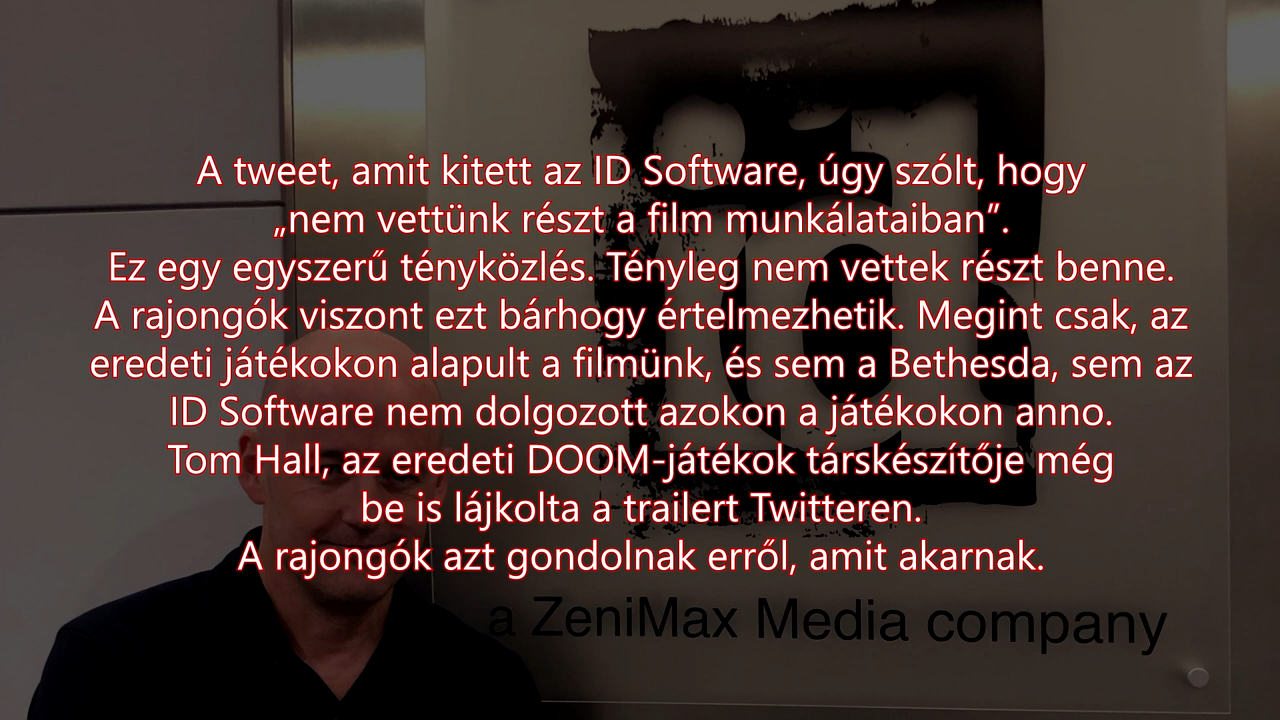 A tweet, amit kitett az ID Software, úgy szólt, hogy
„nem vettünk részt a film munkálataiban”.
Ez egy egyszerű tényközlés. Tényleg nem vettek részt benne.
A rajongók viszont ezt bárhogy értelmezhetik. Megint csak, az
eredeti játékokon alapult a filmünk, és sem a Bethesda, sem az
ID Software nem dolgozott azokon a játékokon anno.
Tom Hall, az eredeti DOOM-játékok társkészítője még
be is lájkolta a trailert Twitteren.
A rajongók azt gondolnak erről, amit akarnak.
id
a ZeniMax Media company